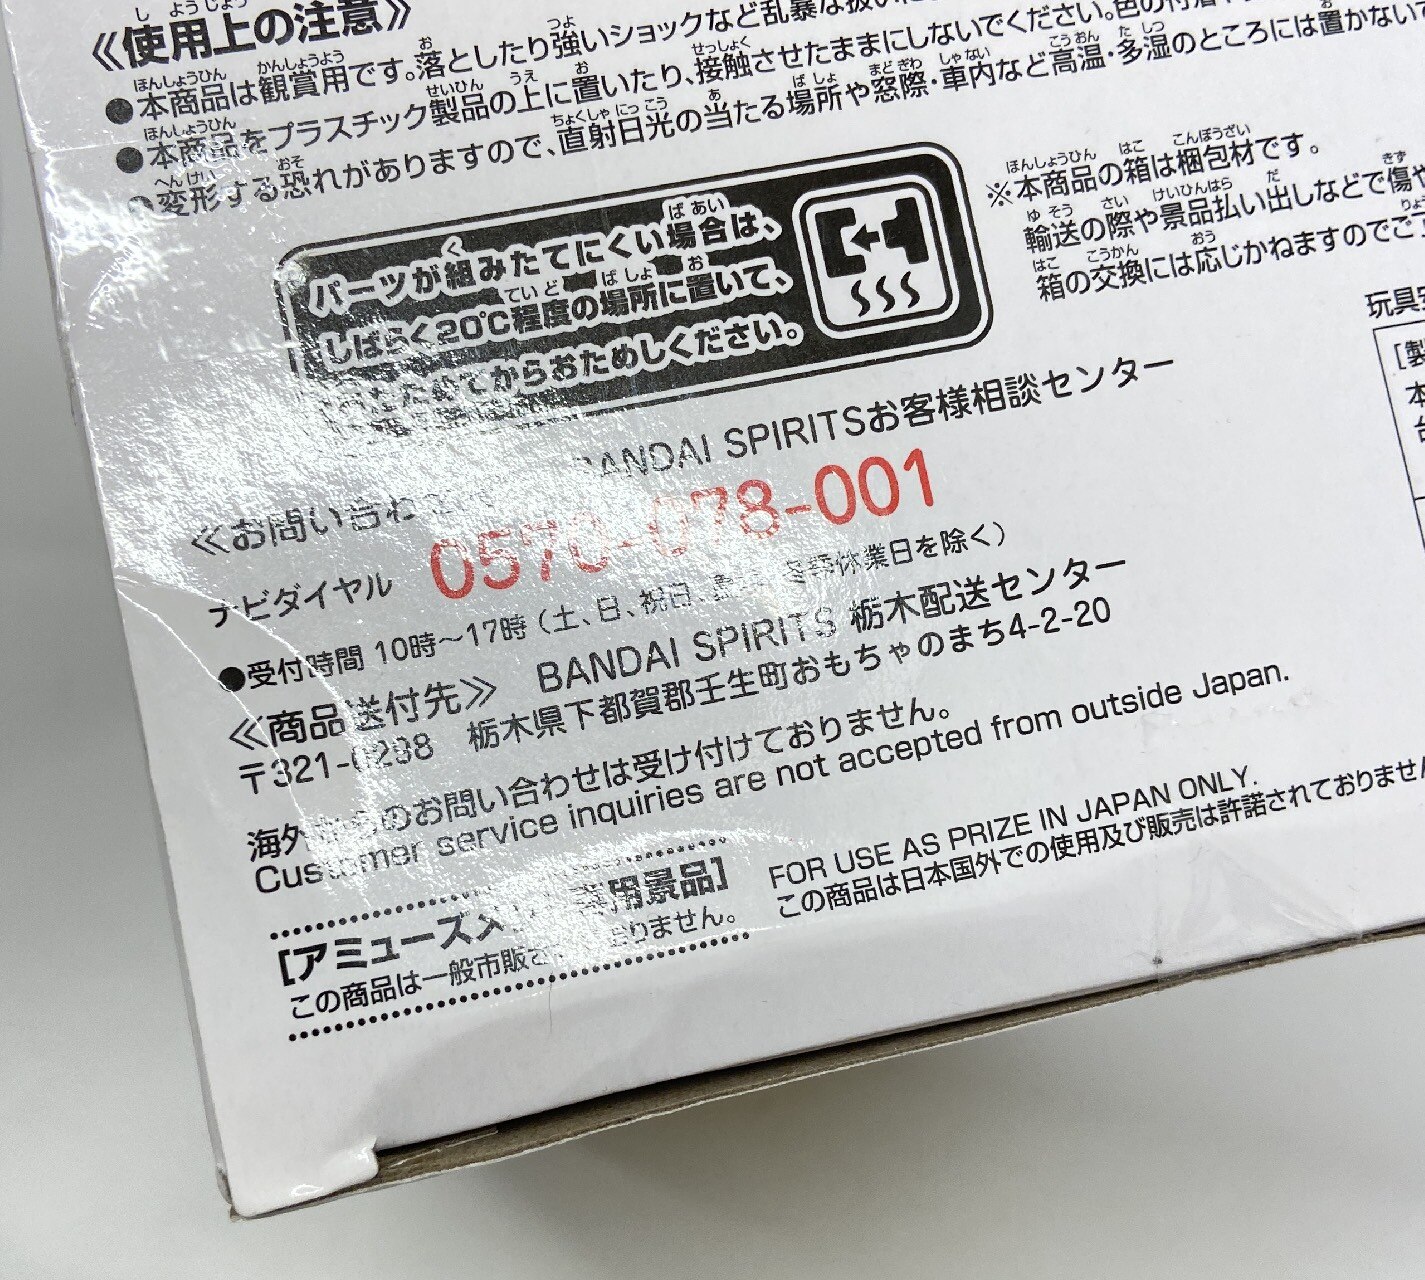 《使用上の注意》
●本商品は観賞用です。落としたり強いショックなど乱暴な扱い
●本商品をプラスチック製品の上に置いたり、接触させたままにしないでください。色の
●変形する恐れがありますので、直射日光の当たる場所や窓際・車内など高温・多湿のところには置かない
パーツが組みたてにくい場合は、
しばらく20℃程度の場所に置いて、
てからおためしください。
※本商品の箱は梱包材です。
輸送の際や景品払い出しなどで傷や
箱の交換には応じかねますのでご
玩具
[製
本
《お問い合わ BANDAI SPIRITSお客様相談センター
ナビダイヤル 0570-078-001
●受付時間 10時～17時（土、日、祝日、 冬季休業日を除く）
《商品送付先》 BANDAI SPIRITS 栃木配送センター
〒321-0298 栃木県下都賀郡壬生町おもちゃのまち4-2-20
海外からのお問い合わせは受け付けておりません。
Customer service inquiries are not accepted from outside Japan.
[アミューズメ 専用景品]
この商品は一般市販 おりません。
FOR USE AS PRIZE IN JAPAN ONLY.
この商品は日本国外での使用及び販売は許諾されておりません